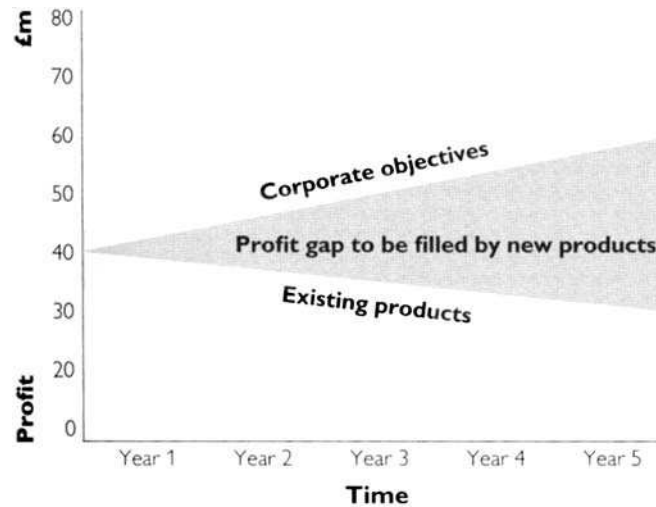 £m
80
70
60
50
40
30
20
0
Profit
Corporate objectives
Profit gap to be filled by new products
Existing products
Year 1 Year 2 Year 3 Year 4 Year 5
Time